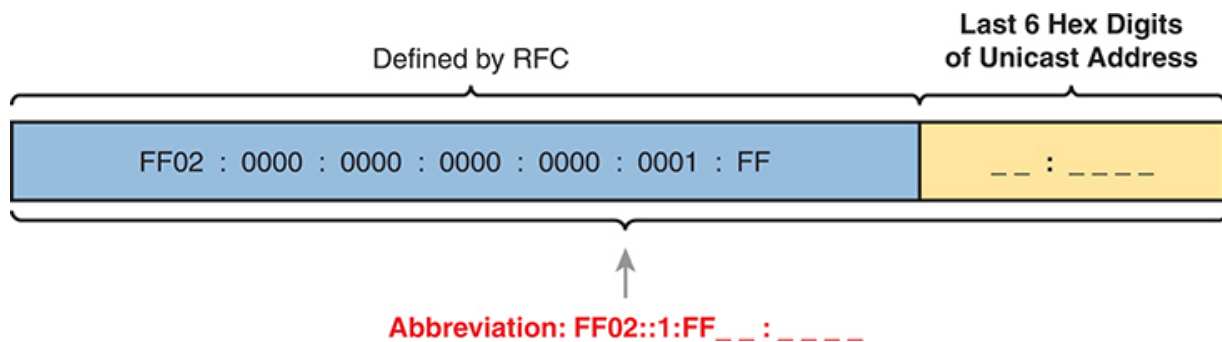 Defined by RFC
Last 6 Hex Digits
of Unicast Address
FF02 : 0000 : 0000 : 0000 : 0000 : 0001 : FF
_ _ : _ _ _ _
Abbreviation: FF02::1:FF_ _ : _ _ _ _